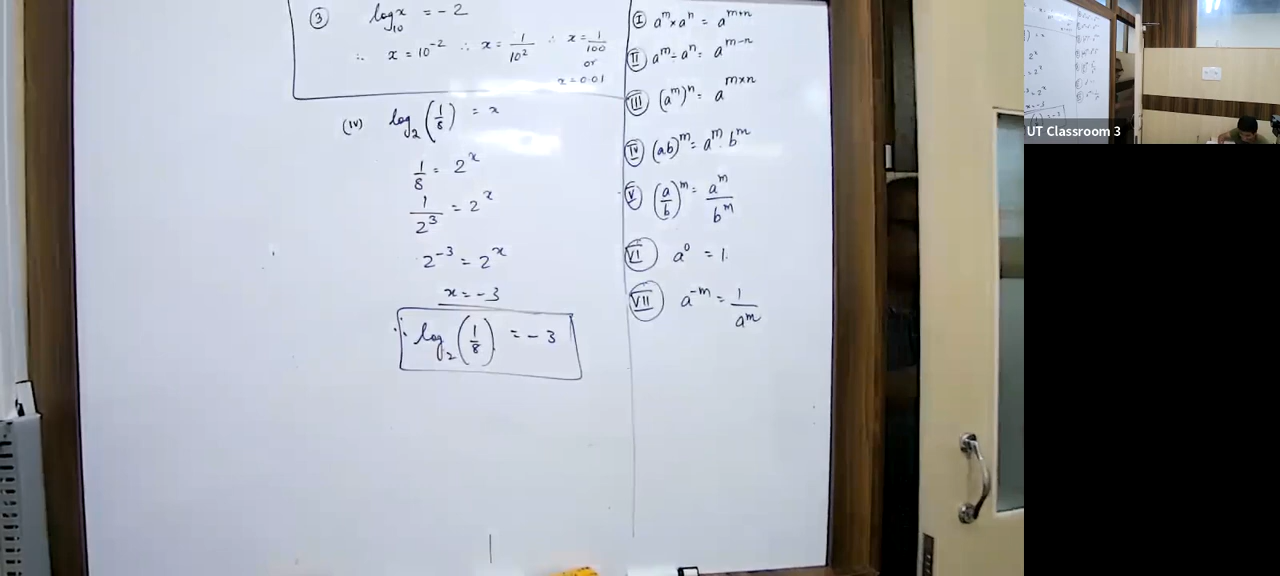 ③ log₁₀x = -2
∴ x = 10⁻² ∴ x = 1/10² ∴ x = 1/100
or
x = 0.01
(iv) log₂(1/8) = x
1/8 = 2ˣ
1/2³ = 2ˣ
2⁻³ = 2ˣ
x = -3
∴ log₂(1/8) = -3
I aᵐ × aⁿ = aᵐ⁺ⁿ
II aᵐ ÷ aⁿ = aᵐ⁻ⁿ
III (aᵐ)ⁿ = aᵐˣⁿ
IV (ab)ᵐ = aᵐ · bᵐ
V (a/b)ᵐ = aᵐ/bᵐ
VI a⁰ = 1.
VII a⁻ᵐ = 1/aᵐ
UT Classroom 3